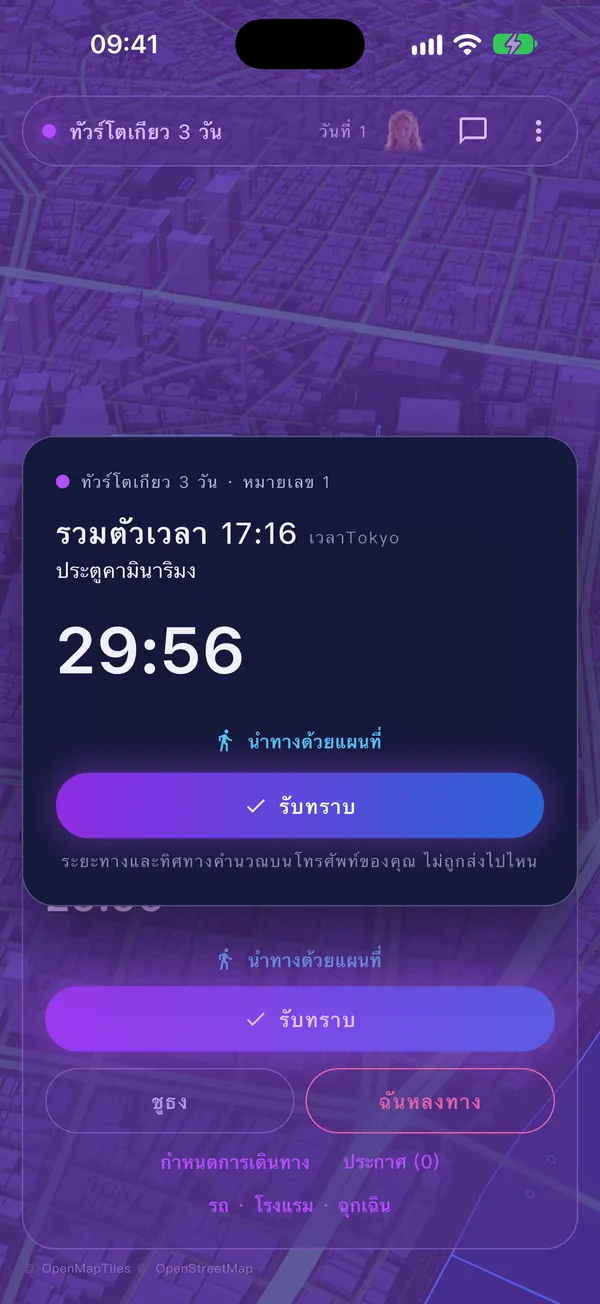 09:41
ทัวร์โตเกียว 3 วัน
วันที่ 1
ทัวร์โตเกียว 3 วัน · หมายเลข 1
รวมตัวเวลา 17:16 เวลาTokyo
ประตูคามินาริมง
29:56
นำทางด้วยแผนที่
รับทราบ
ระยะทางและทิศทางคำนวณบนโทรศัพท์ของคุณ ไม่ถูกส่งไปไหน
นำทางด้วยแผนที่
รับทราบ
ชูธง
ฉันหลงทาง
กำหนดการเดินทาง
ประกาศ (0)
รถ · โรงแรม · ฉุกเฉิน
© OpenMapTiles © OpenStreetMap